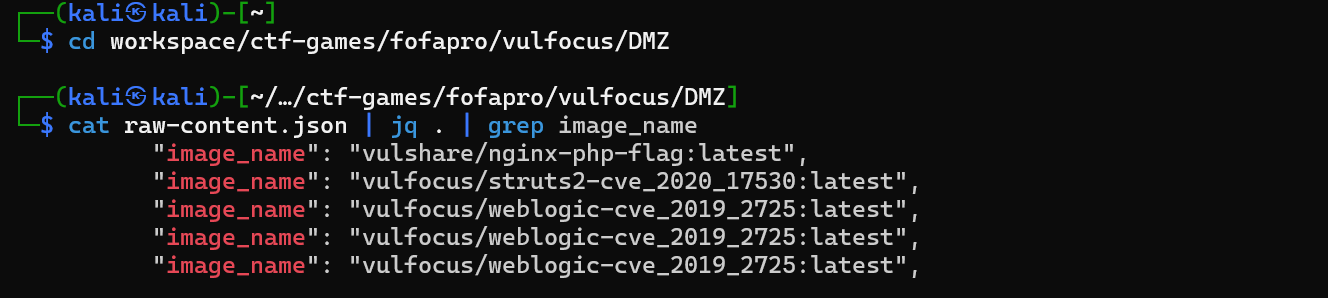 ┌──(kali㉿kali)-[~]
└─$ cd workspace/ctf-games/fofapro/vulfocus/DMZ
┌──(kali㉿kali)-[~/…/ctf-games/fofapro/vulfocus/DMZ]
└─$ cat raw-content.json | jq . | grep image_name
"image_name": "vulshare/nginx-php-flag:latest",
"image_name": "vulfocus/struts2-cve_2020_17530:latest",
"image_name": "vulfocus/weblogic-cve_2019_2725:latest",
"image_name": "vulfocus/weblogic-cve_2019_2725:latest",
"image_name": "vulfocus/weblogic-cve_2019_2725:latest",